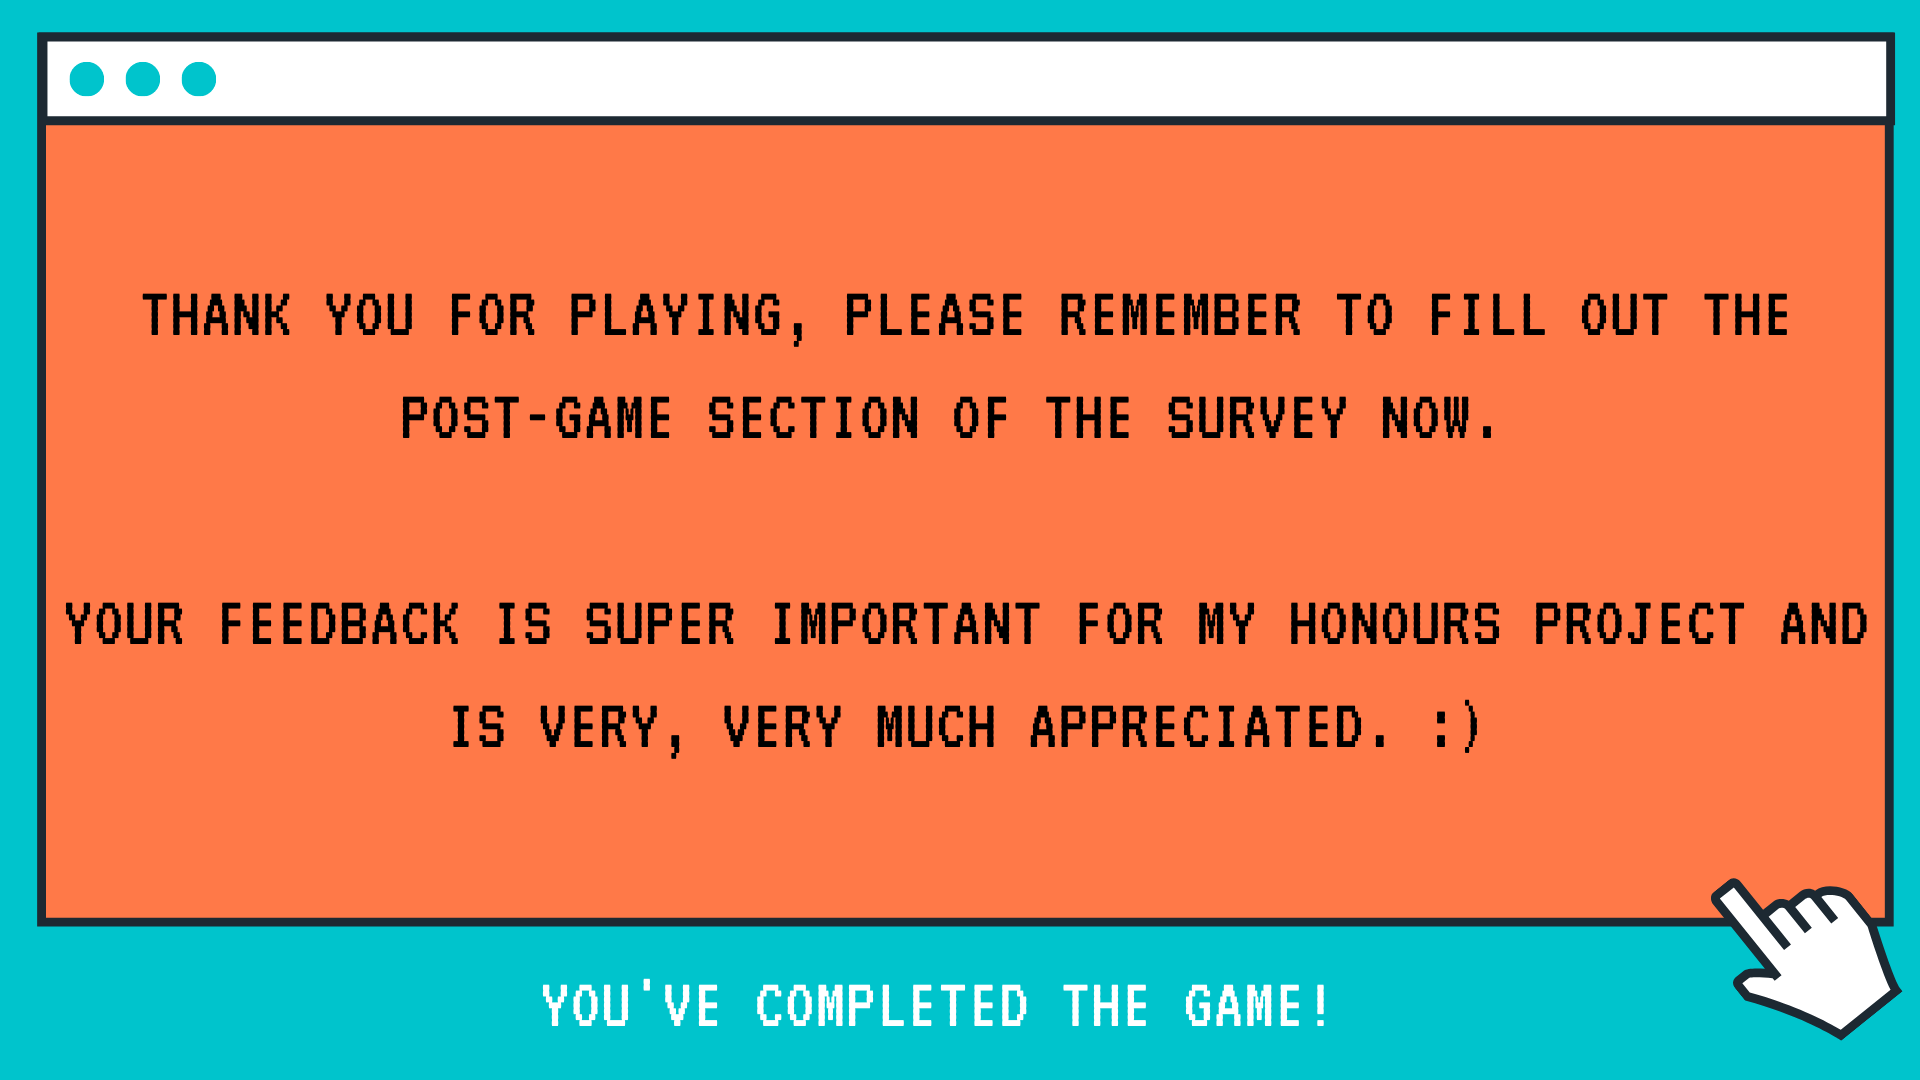 THANK YOU FOR PLAYING, PLEASE REMEMBER TO FILL OUT THE
POST-GAME SECTION OF THE SURVEY NOW.
YOUR FEEDBACK IS SUPER IMPORTANT FOR MY HONOURS PROJECT AND
IS VERY, VERY MUCH APPRECIATED. :)
YOU'VE COMPLETED THE GAME!